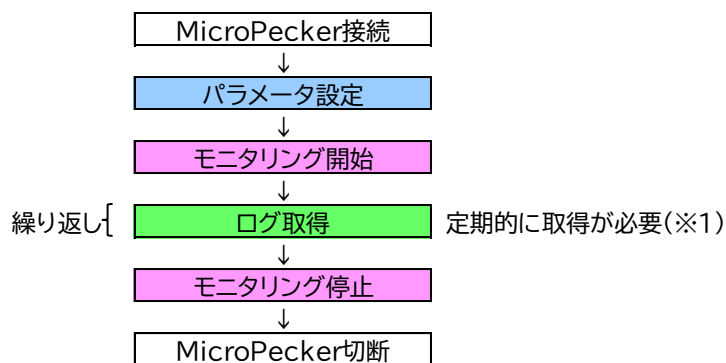 MicroPecker接続
↓
パラメータ設定
↓
モニタリング開始
↓
繰り返し{ ログ取得 定期的に取得が必要(※1)
↓
モニタリング停止
↓
MicroPecker切断